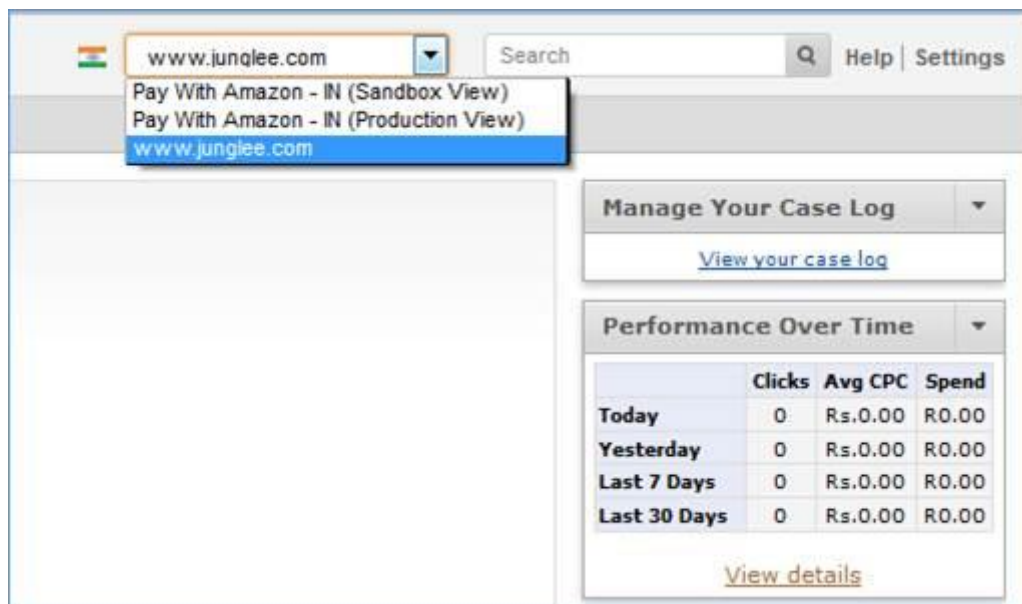 www.junglee.com Search Help | Settings
Pay With Amazon - IN (Sandbox View)
Pay With Amazon - IN (Production View)
www.junglee.com
Manage Your Case Log
View your case log
Performance Over Time
Clicks Avg CPC Spend
Today 0 Rs.0.00 R0.00
Yesterday 0 Rs.0.00 R0.00
Last 7 Days 0 Rs.0.00 R0.00
Last 30 Days 0 Rs.0.00 R0.00
View details